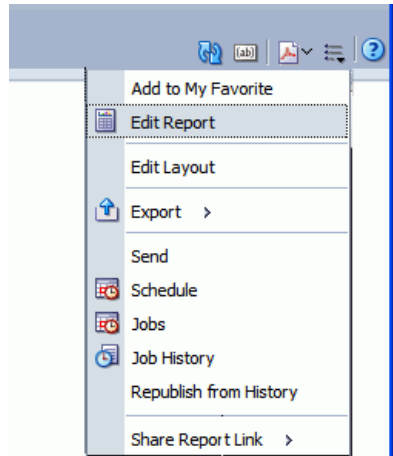 [ab]
?
Add to My Favorite
Edit Report
Edit Layout
Export >
Send
Schedule
Jobs
Job History
Republish from History
Share Report Link >